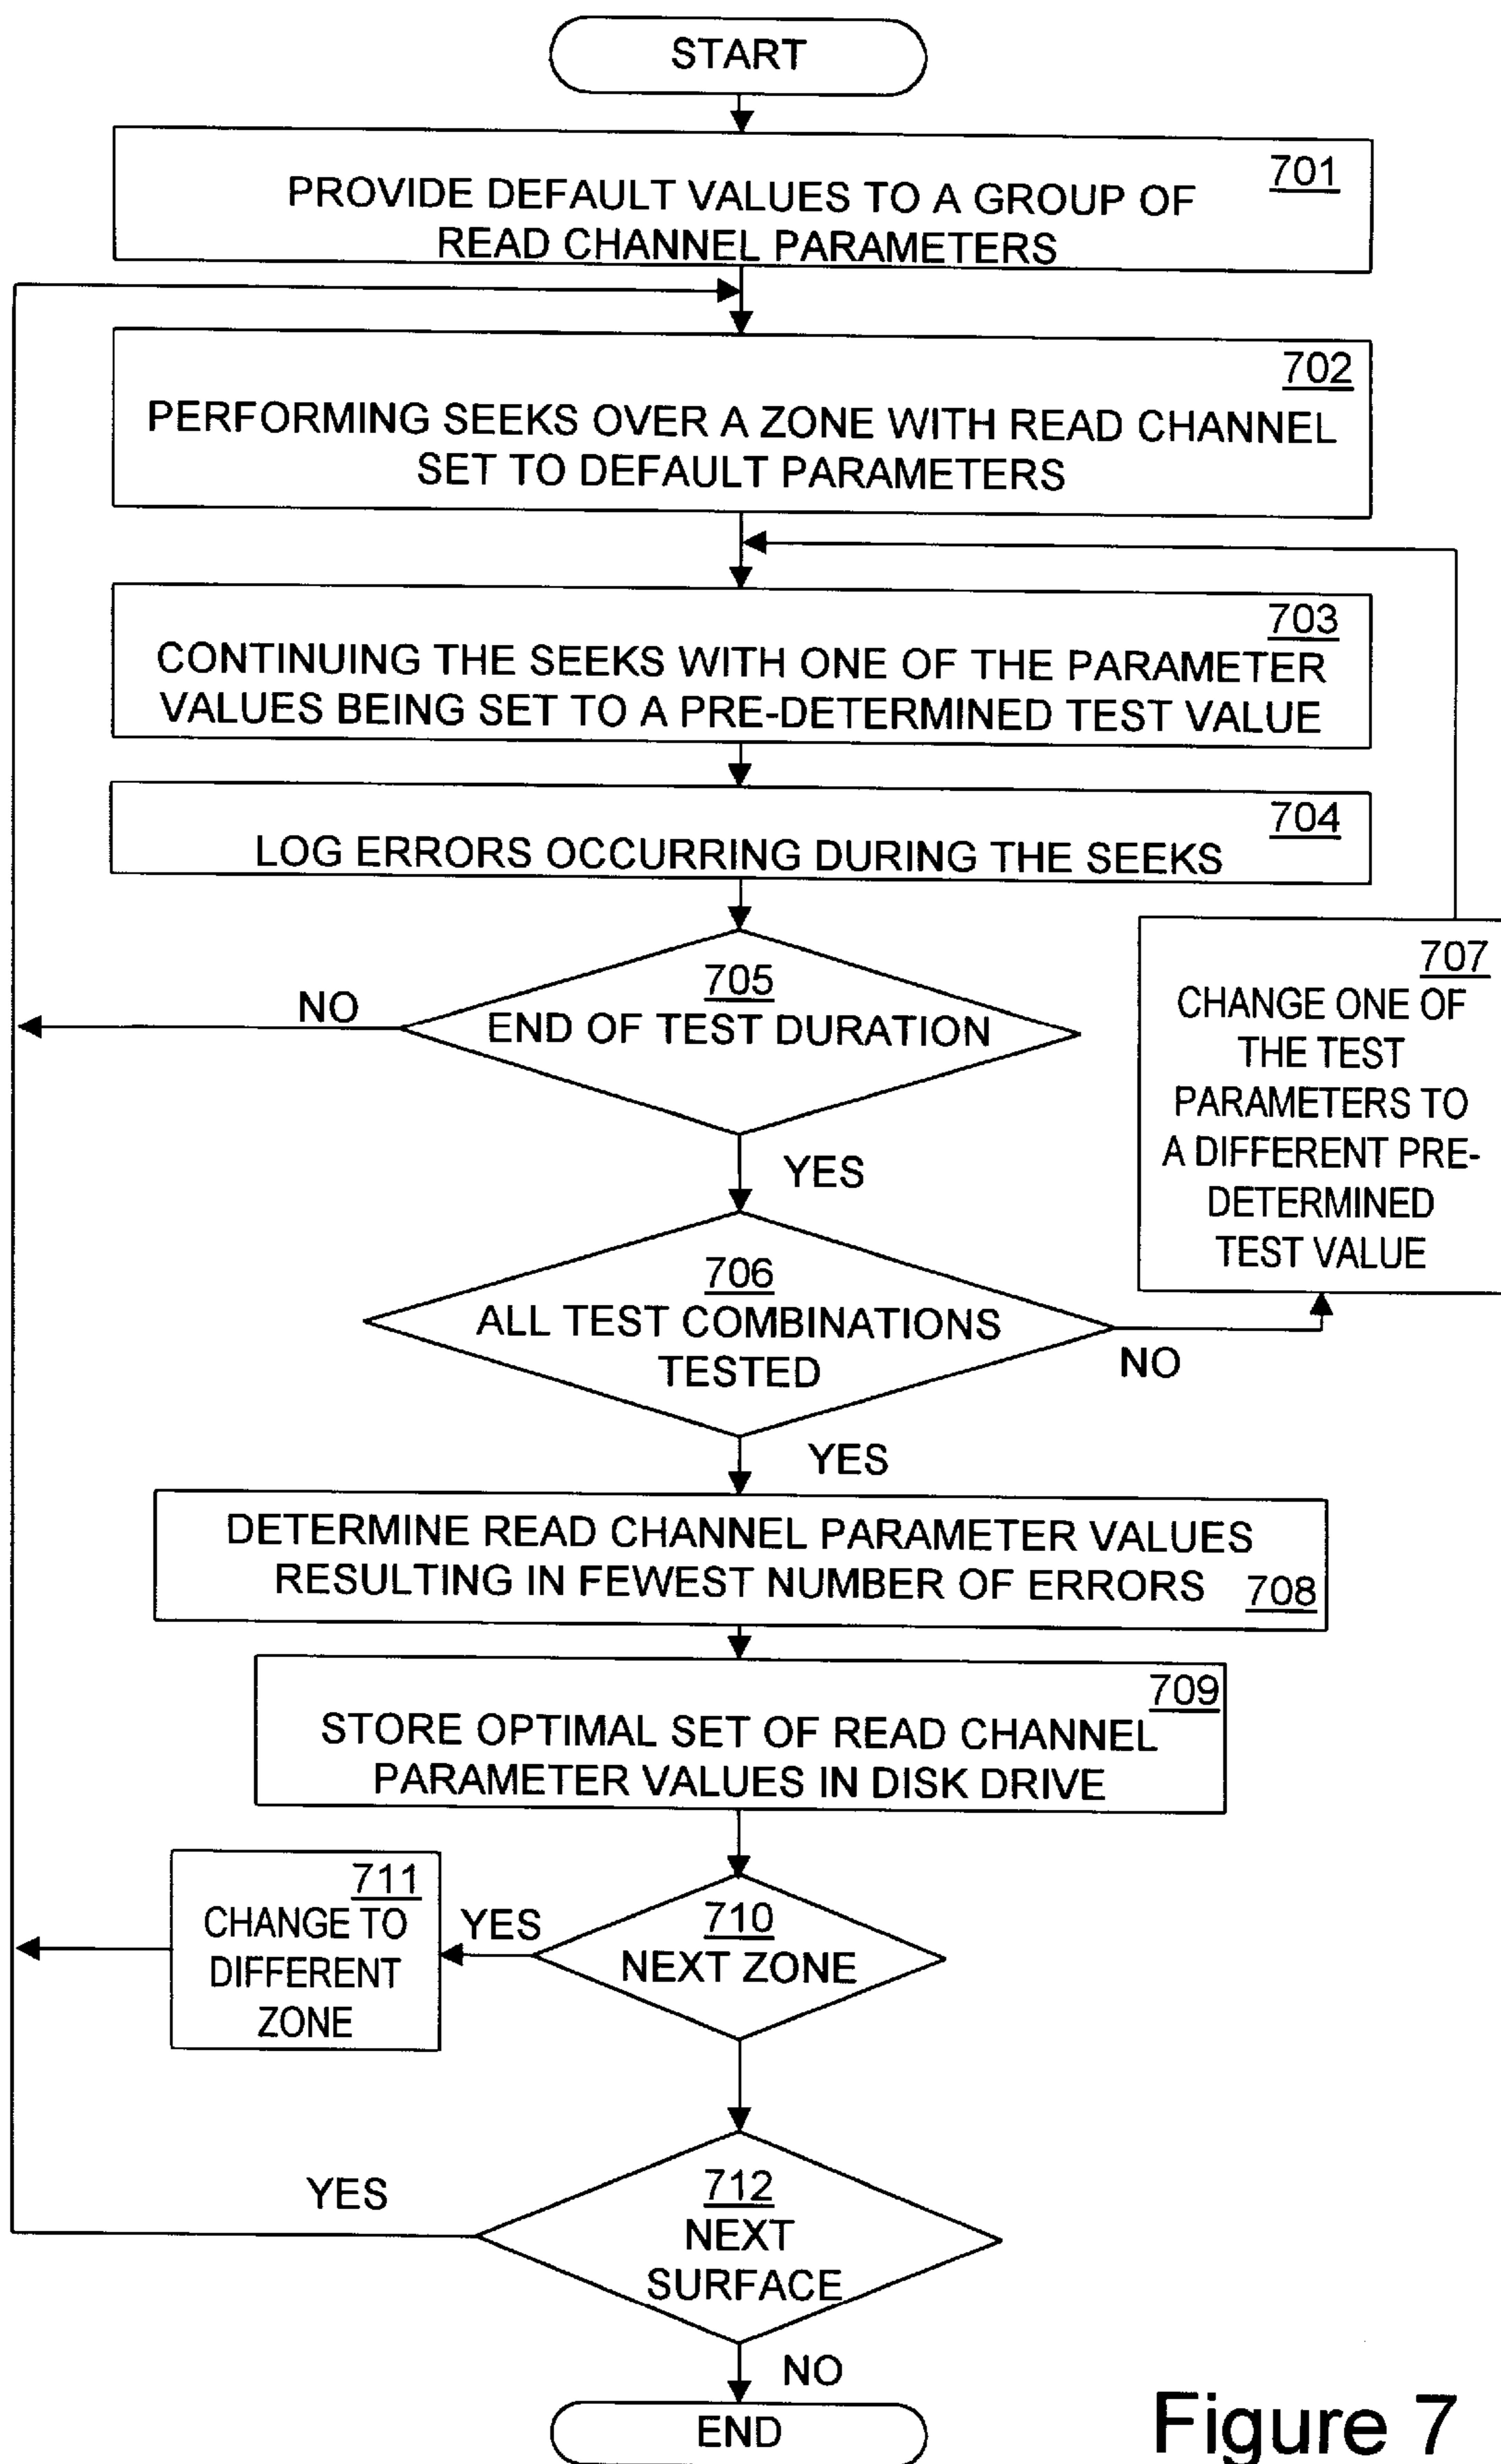 START
701
PROVIDE DEFAULT VALUES TO A GROUP OF
READ CHANNEL PARAMETERS
702
PERFORMING SEEKS OVER A ZONE WITH READ CHANNEL
SET TO DEFAULT PARAMETERS
703
CONTINUING THE SEEKS WITH ONE OF THE PARAMETER
VALUES BEING SET TO A PRE-DETERMINED TEST VALUE
704
LOG ERRORS OCCURRING DURING THE SEEKS
705
END OF TEST DURATION
NO
YES
707
CHANGE ONE OF
THE TEST
PARAMETERS TO
A DIFFERENT PRE-
DETERMINED
TEST VALUE
706
ALL TEST COMBINATIONS
TESTED
NO
YES
DETERMINE READ CHANNEL PARAMETER VALUES
RESULTING IN FEWEST NUMBER OF ERRORS
708
709
STORE OPTIMAL SET OF READ CHANNEL
PARAMETER VALUES IN DISK DRIVE
711
CHANGE TO
DIFFERENT
ZONE
YES
710
NEXT ZONE
YES
712
NEXT
SURFACE
NO
END
Figure 7